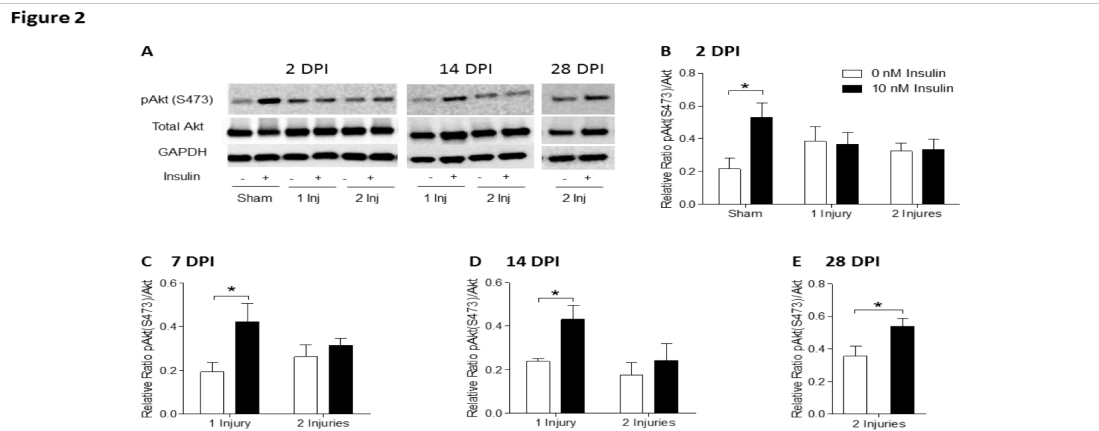 Figure 2
A
2 DPI
14 DPI
28 DPI
pAkt (S473)
Total Akt
GAPDH
Insulin
- + - + - + - + - + - +
Sham 1 Inj 2 Inj 1 Inj 2 Inj 2 Inj
B 2 DPI
Relative Ratio pAkt(S473)/Akt
0.8
0.6
0.4
0.2
0.0
*
0 nM Insulin
10 nM Insulin
Sham 1 Injury 2 Injures
C 7 DPI
Relative Ratio pAkt(S473)/Akt
0.6
0.4
0.2
0.0
*
1 Injury 2 Injuries
D 14 DPI
Relative Ratio pAkt(S473)/Akt
0.6
0.4
0.2
0.0
*
1 Injury 2 Injuries
E 28 DPI
Relative Ratio pAkt(S473)/Akt
0.8
0.6
0.4
0.2
0.0
*
2 Injuries